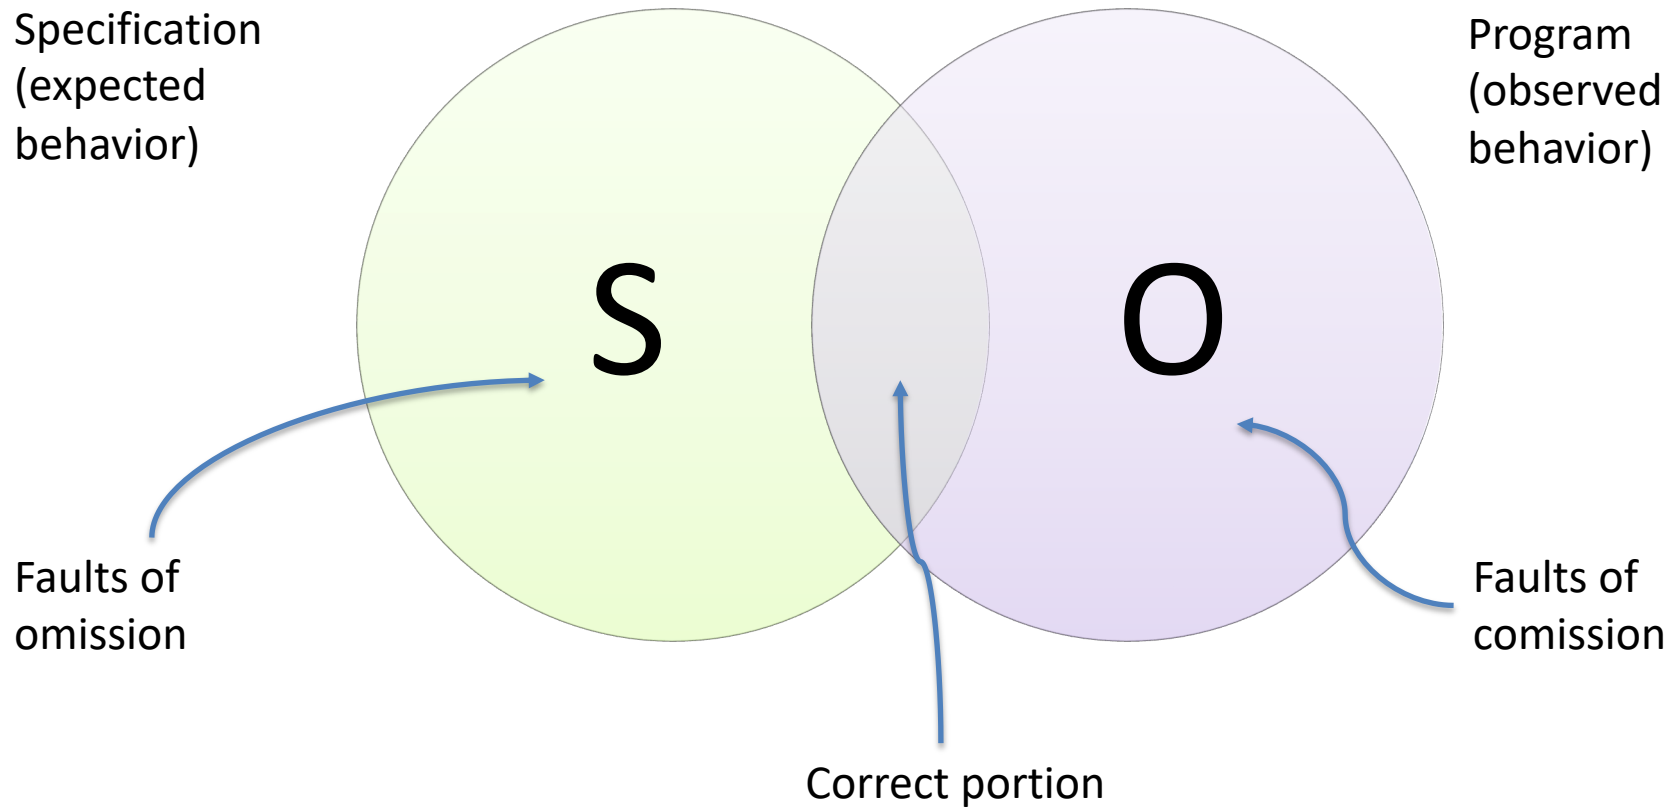 Specification
(expected
behavior)
Program
(observed
behavior)
S
O
Faults of
omission
Faults of
comission
Correct portion